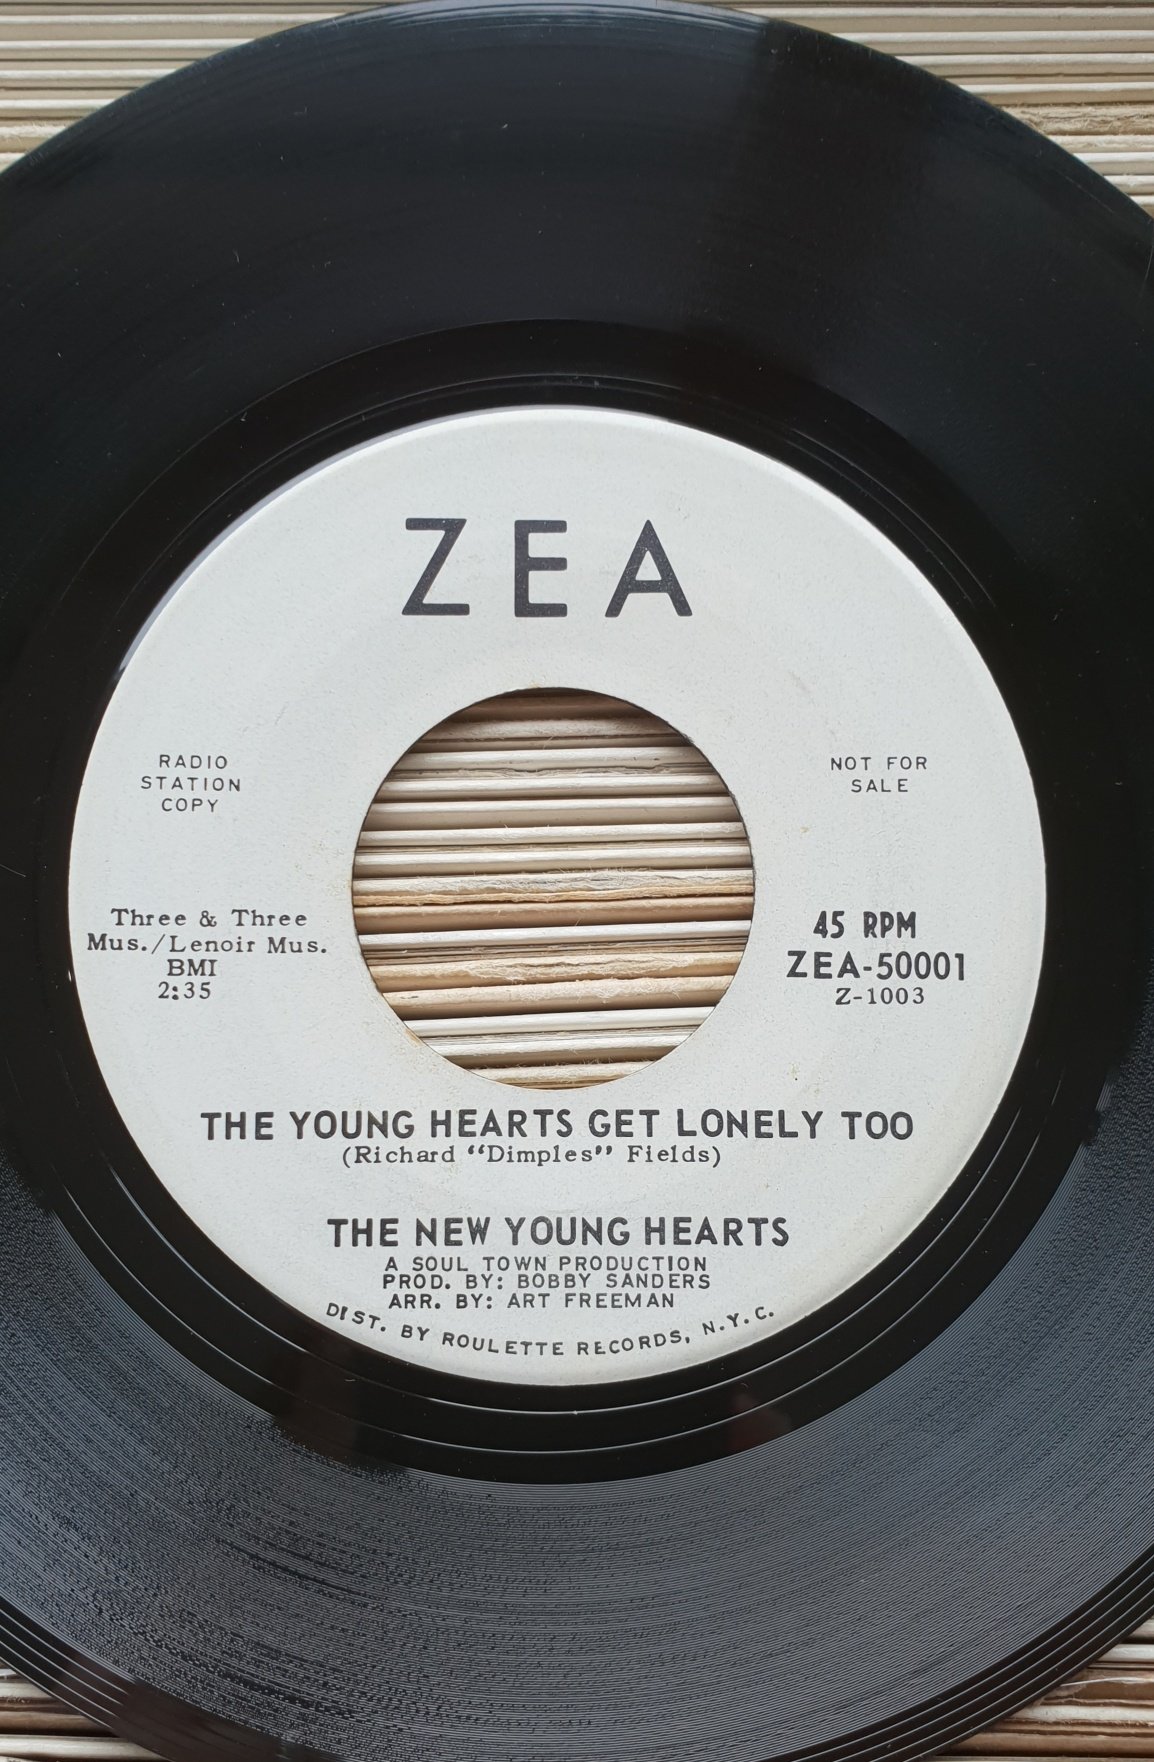 ZEA
RADIO
STATION
COPY
NOT FOR
SALE
Three & Three
Mus./Lenoir Mus.
BMI
2:35
45 RPM
ZEA-50001
Z-1003
THE YOUNG HEARTS GET LONELY TOO
(Richard "Dimples" Fields)
THE NEW YOUNG HEARTS
A SOUL TOWN PRODUCTION
PROD. BY: BOBBY SANDERS
ARR. BY: ART FREEMAN
DIST. BY ROULETTE RECORDS, N.Y.C.